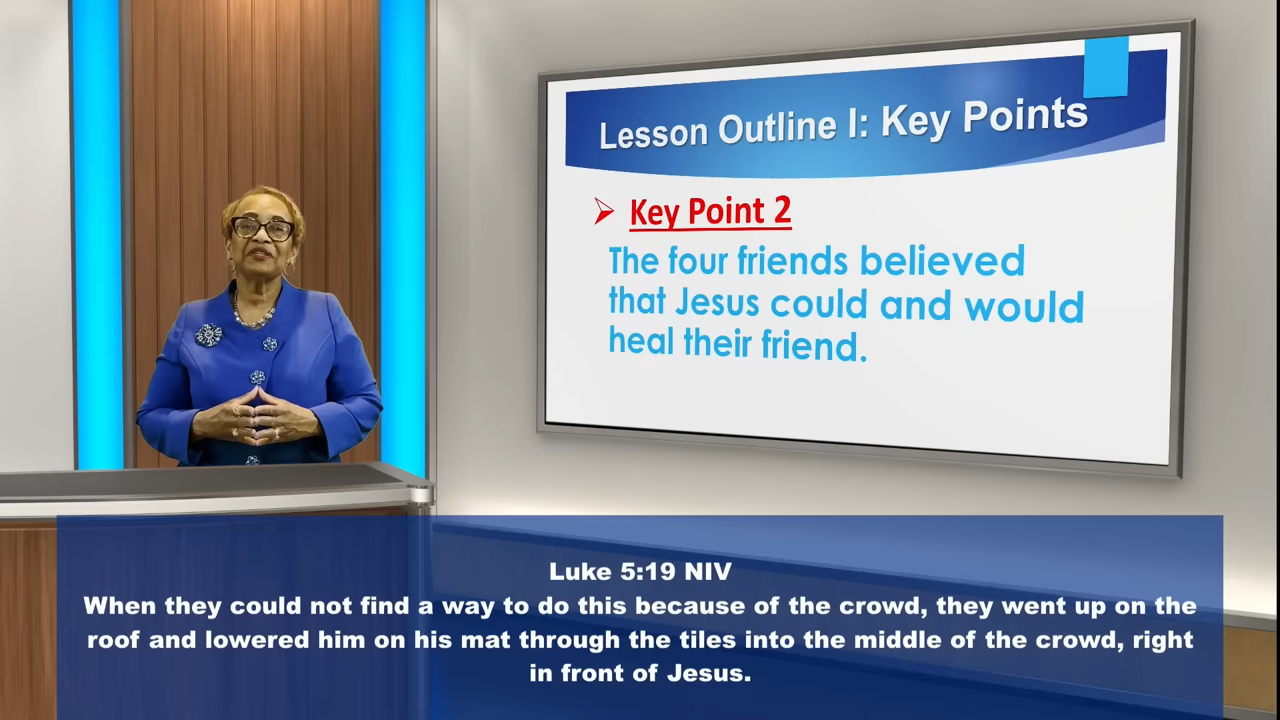 Lesson Outline I: Key Points
Key Point 2
The four friends believed
that Jesus could and would
heal their friend.
Luke 5:19 NIV
When they could not find a way to do this because of the crowd, they went up on the
roof and lowered him on his mat through the tiles into the middle of the crowd, right
in front of Jesus.